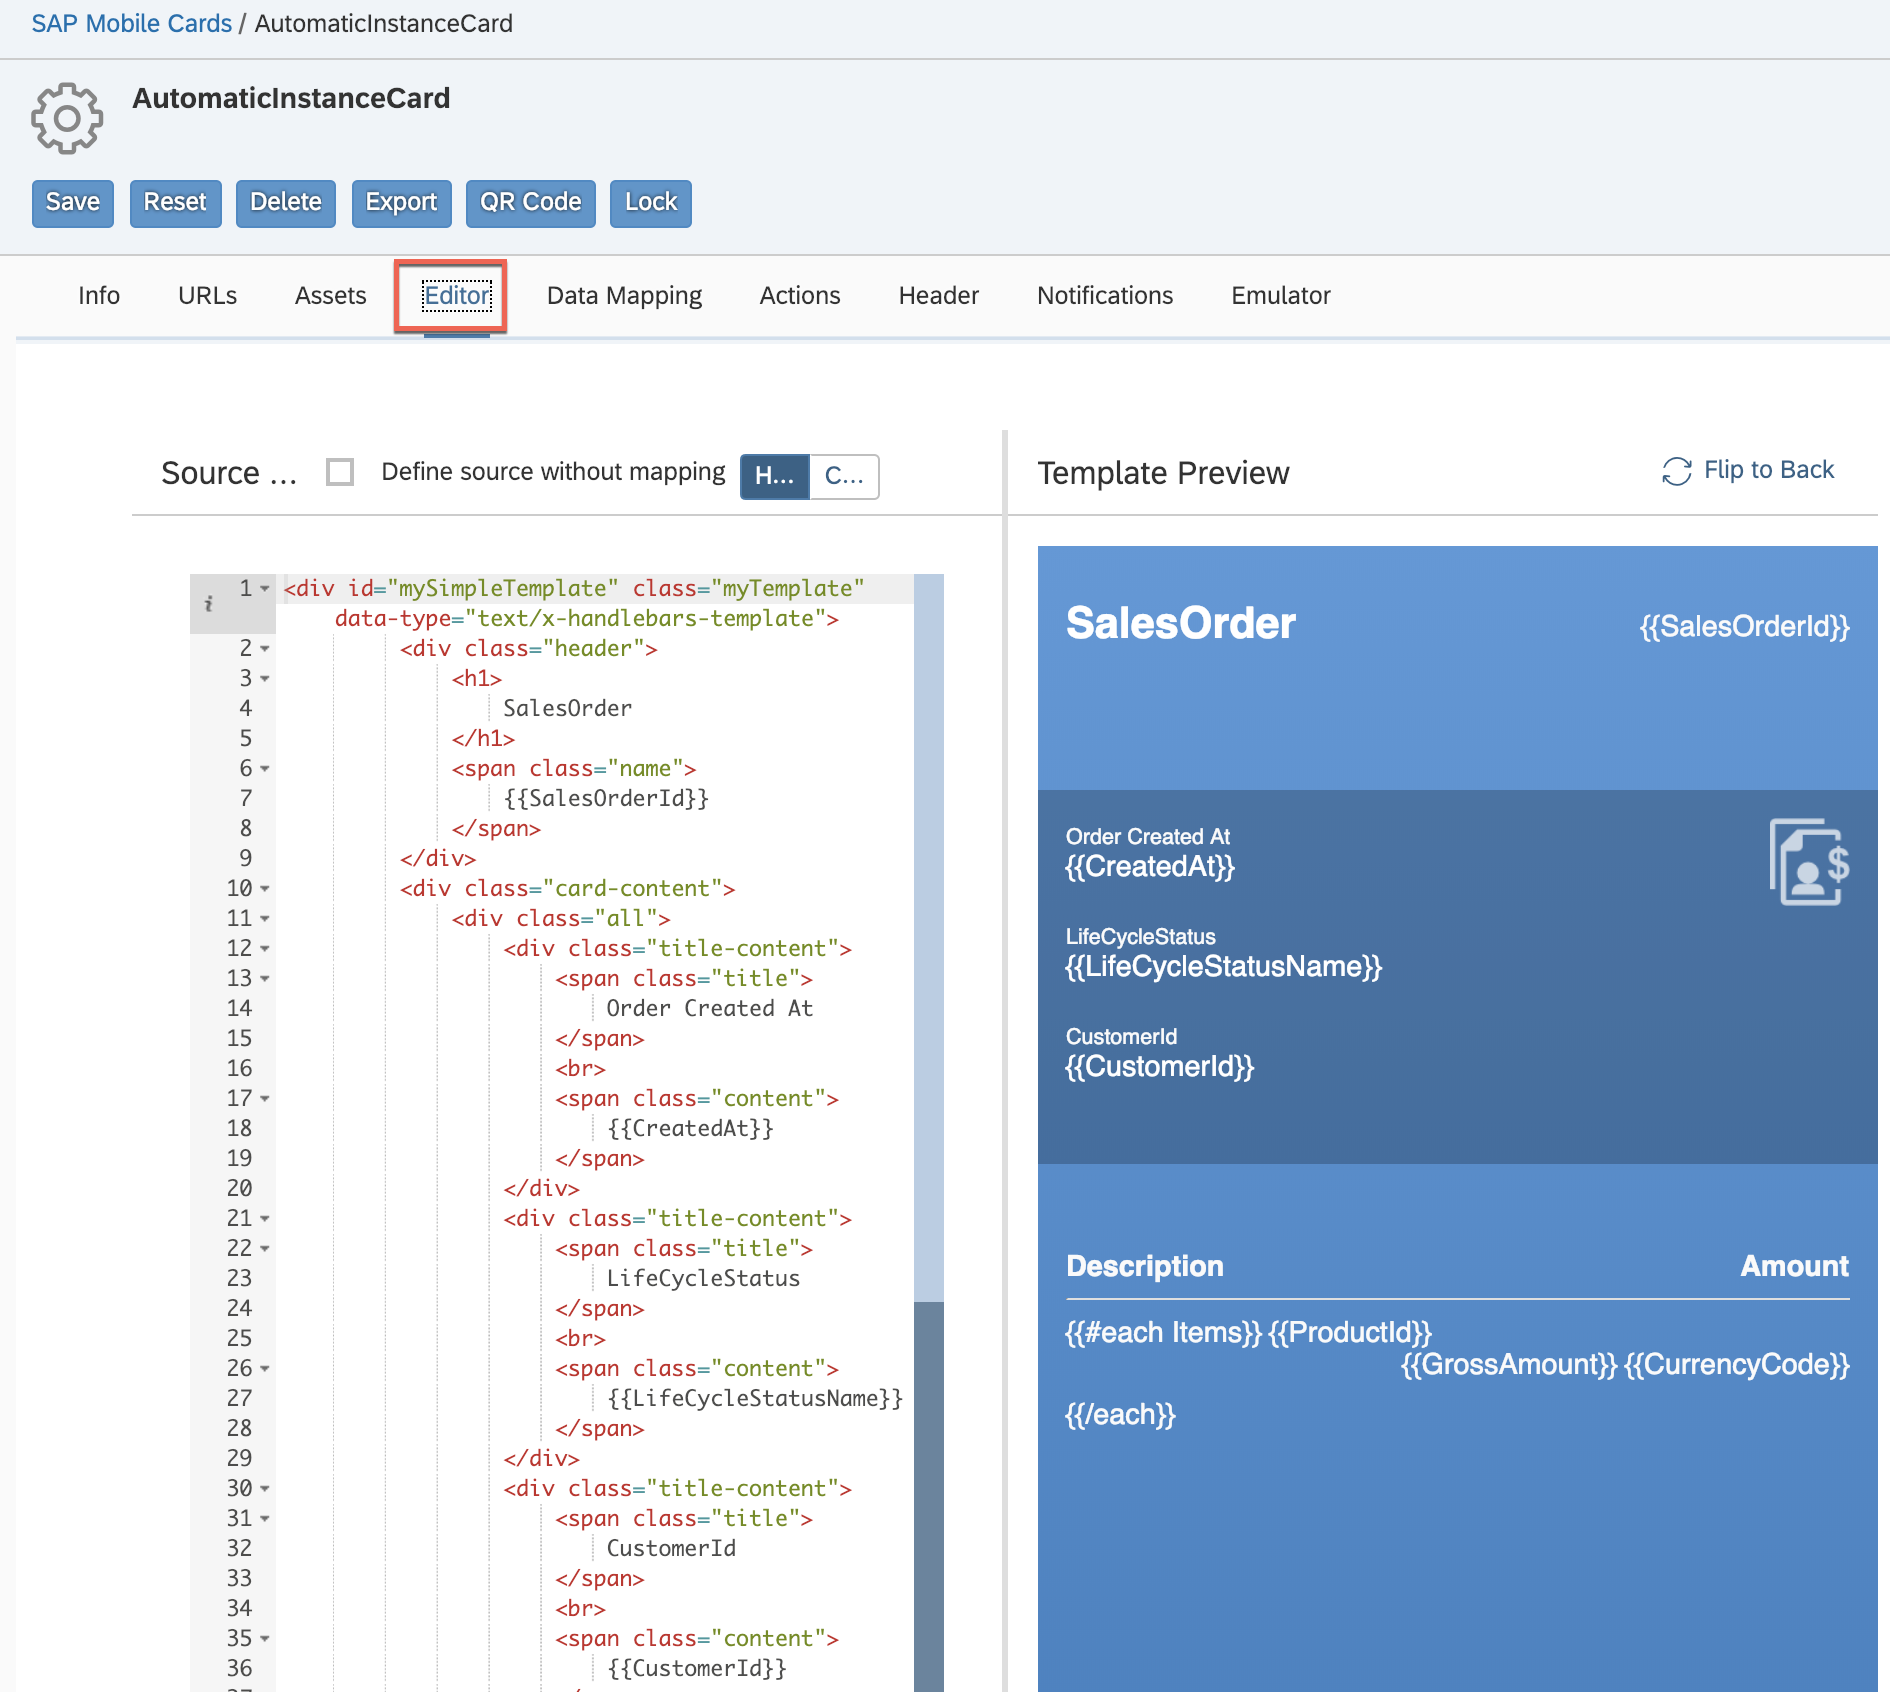 SAP Mobile Cards / AutomaticInstanceCard
AutomaticInstanceCard
Save Reset Delete Export QR Code Lock
Info URLs Assets Editor Data Mapping Actions Header Notifications Emulator
Source ... Define source without mapping H... C...
i 1 <div id="mySimpleTemplate" class="myTemplate"
data-type="text/x-handlebars-template">
2 <div class="header">
3 <h1>
4 SalesOrder
5 </h1>
6 <span class="name">
7 {{SalesOrderId}}
8 </span>
9 </div>
10 <div class="card-content">
11 <div class="all">
12 <div class="title-content">
13 <span class="title">
14 Order Created At
15 </span>
16 <br>
17 <span class="content">
18 {{CreatedAt}}
19 </span>
20 </div>
21 <div class="title-content">
22 <span class="title">
23 LifeCycleStatus
24 </span>
25 <br>
26 <span class="content">
27 {{LifeCycleStatusName}}
28 </span>
29 </div>
30 <div class="title-content">
31 <span class="title">
32 CustomerId
33 </span>
34 <br>
35 <span class="content">
36 {{CustomerId}}
Template Preview Flip to Back
SalesOrder {{SalesOrderId}}
Order Created At
{{CreatedAt}}
$
LifeCycleStatus
{{LifeCycleStatusName}}
CustomerId
{{CustomerId}}
Description Amount
{{#each Items}} {{ProductId}}
{{GrossAmount}} {{CurrencyCode}}
{{/each}}